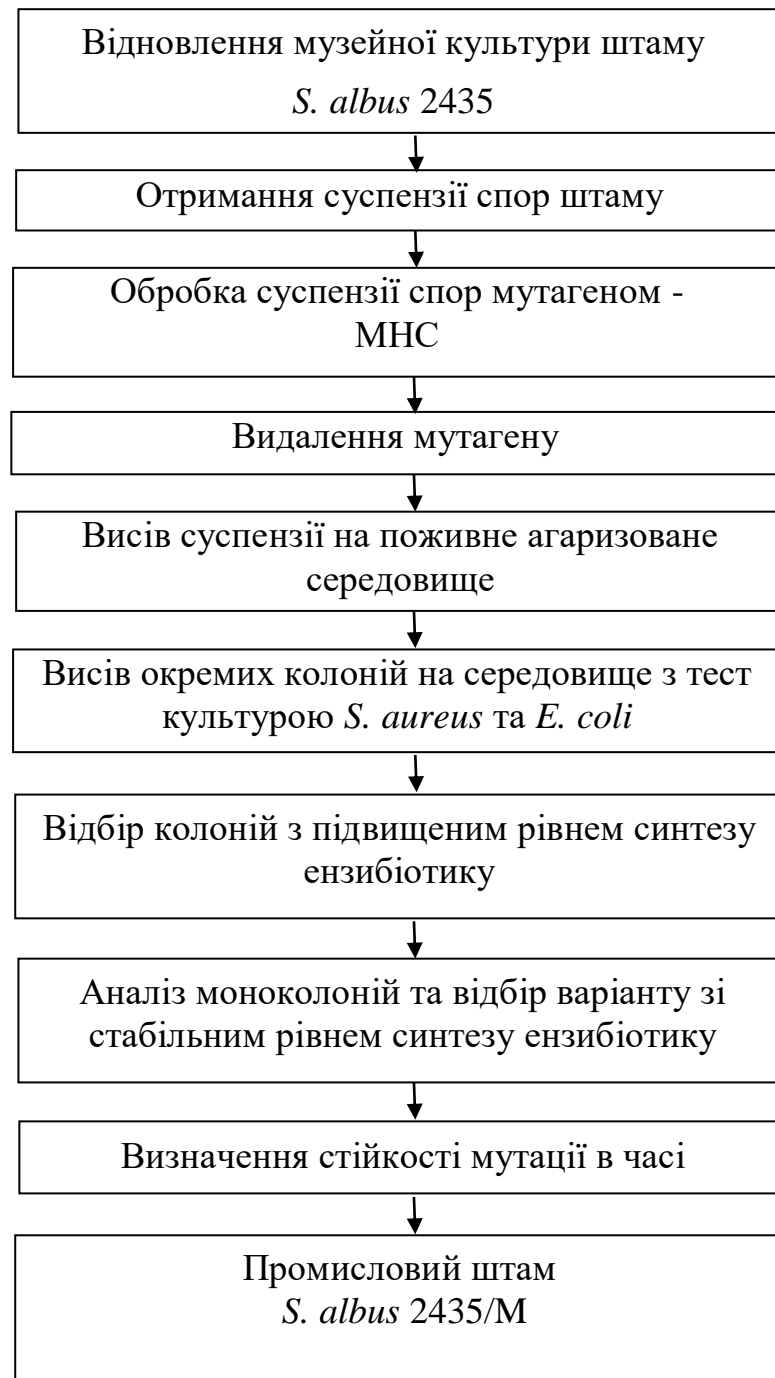 Відновлення музейної культури штаму
S. albus 2435
Отримання суспензії спор штаму
Обробка суспензії спор мутагеном -
МНС
Видалення мутагену
Висів суспензії на поживне агаризоване
середовище
Висів окремих колоній на середовище з тест
культурою S. aureus та E. coli
Відбір колоній з підвищеним рівнем синтезу
ензибіотику
Аналіз моноколоній та відбір варіанту зі
стабільним рівнем синтезу ензибіотику
Визначення стійкості мутації в часі
Промисловий штам
S. albus 2435/М